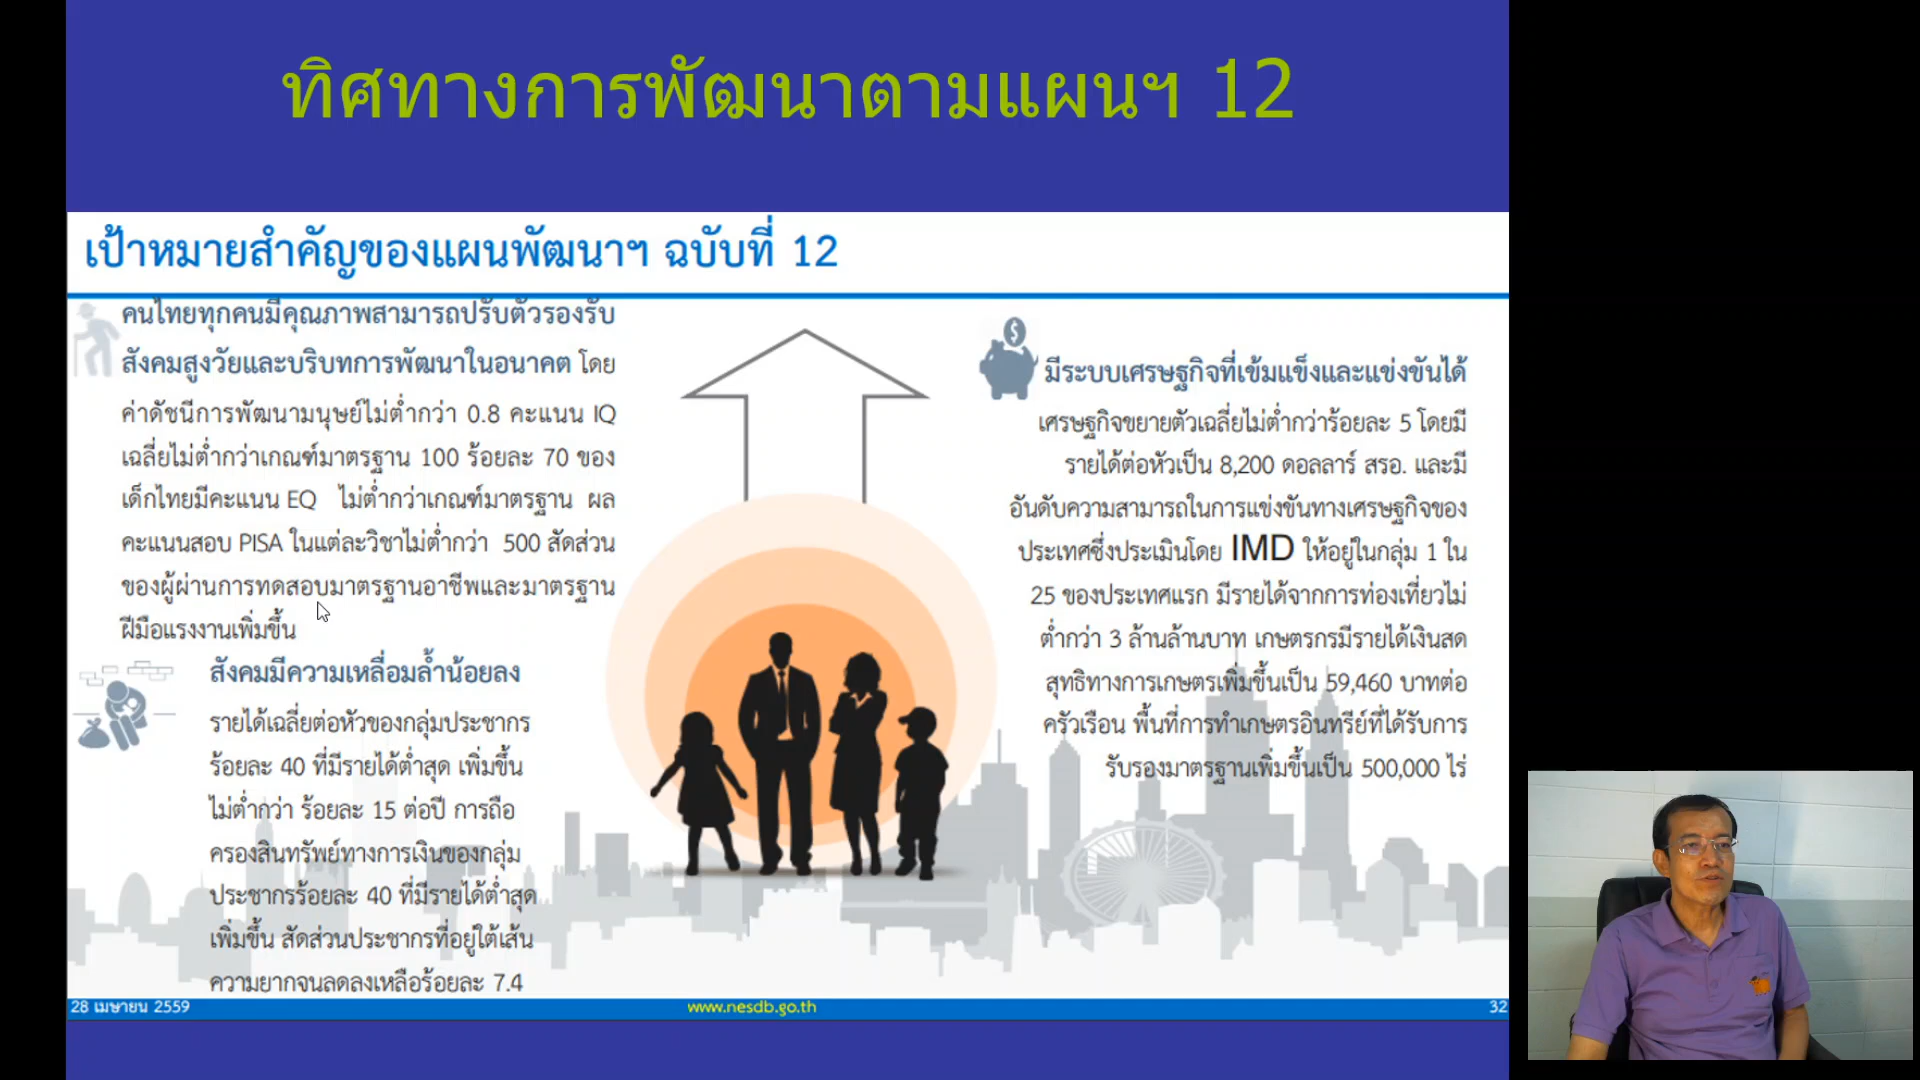 ทิศทางการพัฒนาตามแผนฯ 12
เป้าหมายสำคัญของแผนพัฒนาฯ ฉบับที่ 12
คนไทยทุกคนมีคุณภาพสามารถปรับตัวรองรับ
สังคมสูงวัยและบริบทการพัฒนาในอนาคต โดย
ค่าดัชนีการพัฒนามนุษย์ไม่ต่ำกว่า 0.8 คะแนน IQ
เฉลี่ยไม่ต่ำกว่าเกณฑ์มาตรฐาน 100 ร้อยละ 70 ของ
เด็กไทยมีคะแนน EQ ไม่ต่ำกว่าเกณฑ์มาตรฐาน ผล
คะแนนสอบ PISA ในแต่ละวิชาไม่ต่ำกว่า 500 สัดส่วน
ของผู้ผ่านการทดสอบมาตรฐานอาชีพและมาตรฐาน
ฝีมือแรงงานเพิ่มขึ้น
สังคมมีความเหลื่อมล้ำน้อยลง
รายได้เฉลี่ยต่อหัวของกลุ่มประชากร
ร้อยละ 40 ที่มีรายได้ต่ำสุด เพิ่มขึ้น
ไม่ต่ำกว่า ร้อยละ 15 ต่อปี การถือ
ครองสินทรัพย์ทางการเงินของกลุ่ม
ประชากรร้อยละ 40 ที่มีรายได้ต่ำสุด
เพิ่มขึ้น สัดส่วนประชากรที่อยู่ใต้เส้น
ความยากจนลดลงเหลือร้อยละ 7.4
$
มีระบบเศรษฐกิจที่เข้มแข็งและแข่งขันได้
เศรษฐกิจขยายตัวเฉลี่ยไม่ต่ำกว่าร้อยละ 5 โดยมี
รายได้ต่อหัวเป็น 8,200 ดอลลาร์ สรอ. และมี
อันดับความสามารถในการแข่งขันทางเศรษฐกิจของ
ประเทศซึ่งประเมินโดย IMD ให้อยู่ในกลุ่ม 1 ใน
25 ของประเทศแรก มีรายได้จากการท่องเที่ยวไม่
ต่ำกว่า 3 ล้านล้านบาท เกษตรกรมีรายได้เงินสด
สุทธิทางการเกษตรเพิ่มขึ้นเป็น 59,460 บาทต่อ
ครัวเรือน พื้นที่การทำเกษตรอินทรีย์ที่ได้รับการ
รับรองมาตรฐานเพิ่มขึ้นเป็น 500,000 ไร่
28 เมษายน 2559
www.nesdb.go.th
32